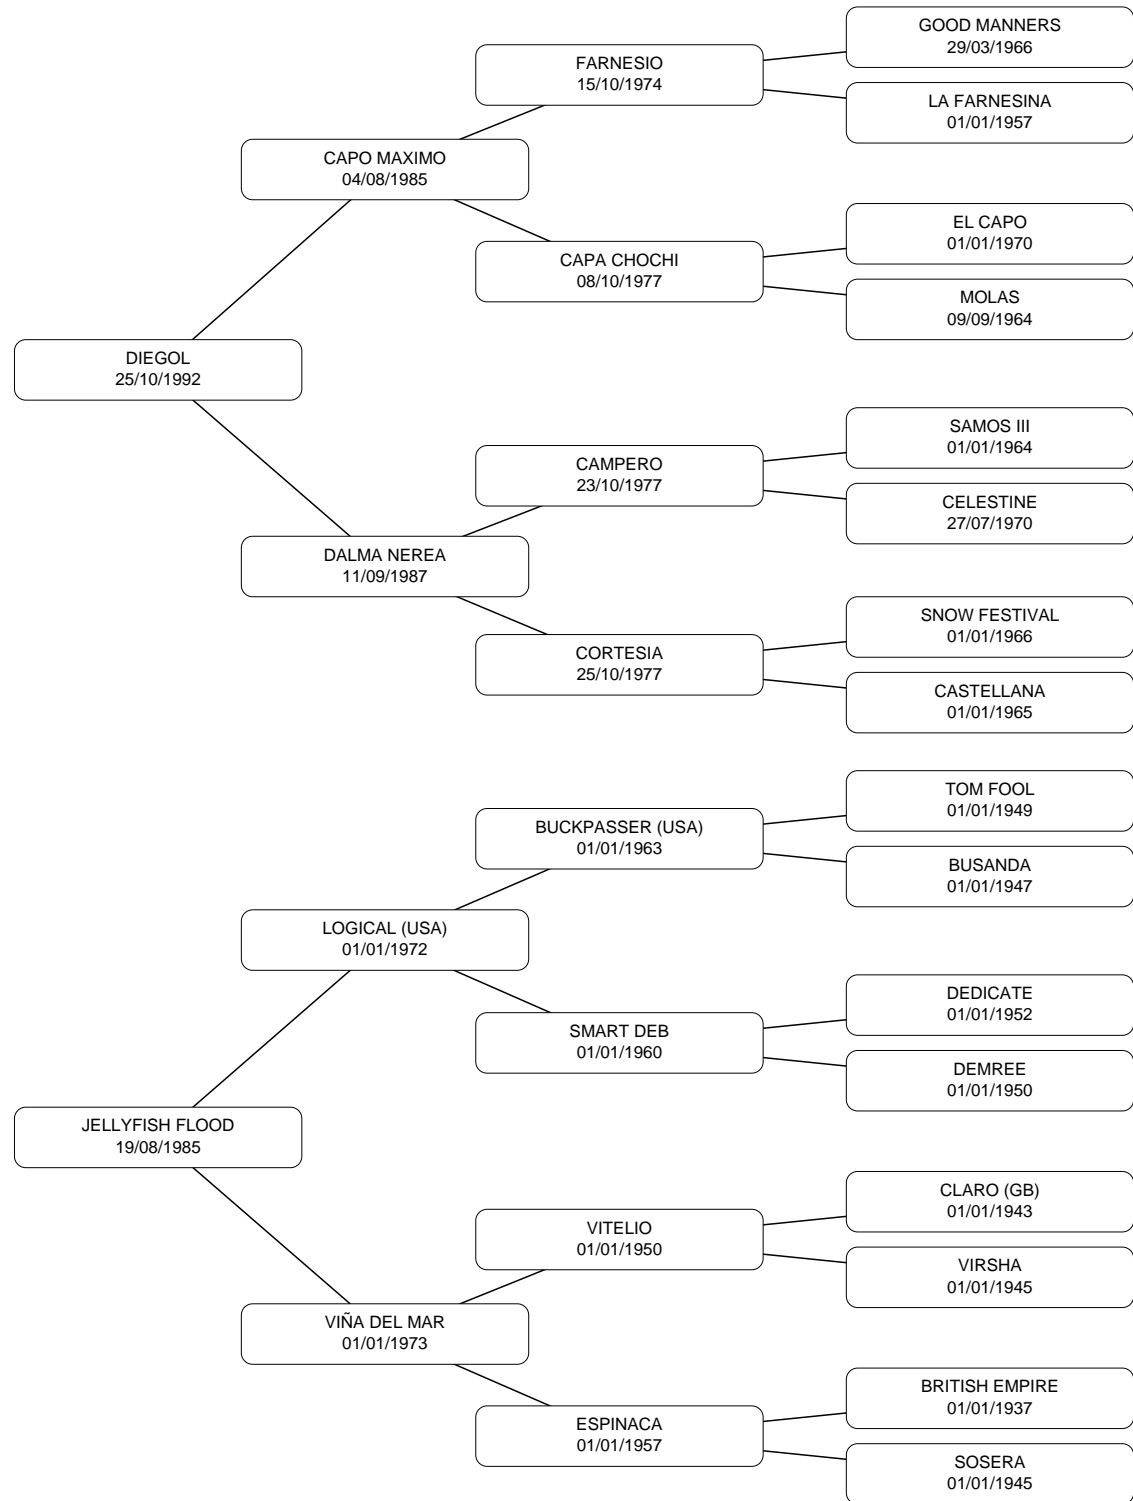 GOOD MANNERS
29/03/1966
FARNESIO
15/10/1974
LA FARNESINA
01/01/1957
CAPO MAXIMO
04/08/1985
EL CAPO
01/01/1970
CAPA CHOCHI
08/10/1977
MOLAS
09/09/1964
DIEGOL
25/10/1992
SAMOS III
01/01/1964
CAMPERO
23/10/1977
CELESTINE
27/07/1970
DALMA NEREA
11/09/1987
SNOW FESTIVAL
01/01/1966
CORTESIA
25/10/1977
CASTELLANA
01/01/1965
TOM FOOL
01/01/1949
BUCKPASSER (USA)
01/01/1963
BUSANDA
01/01/1947
LOGICAL (USA)
01/01/1972
DEDICATE
01/01/1952
SMART DEB
01/01/1960
DEMREE
01/01/1950
JELLYFISH FLOOD
19/08/1985
CLARO (GB)
01/01/1943
VITELIO
01/01/1950
VIRSHA
01/01/1945
VIÑA DEL MAR
01/01/1973
BRITISH EMPIRE
01/01/1937
ESPINACA
01/01/1957
SOSERA
01/01/1945